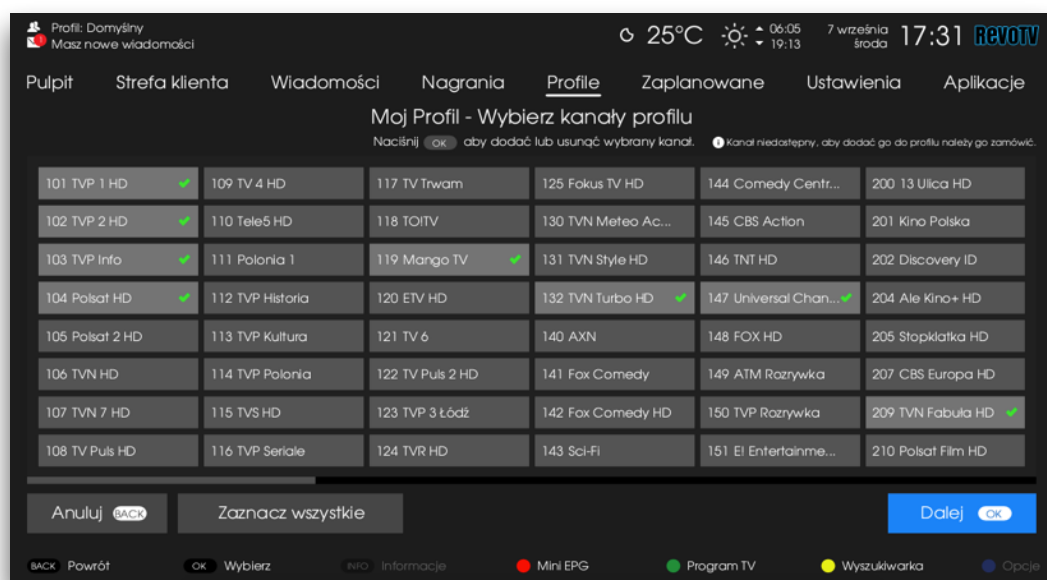 Profil: Domyślny
Masz nowe wiadomości
25°C
06:05
19:13
7 września
środa
17:31
REVOTV
Pulpit Strefa klienta Wiadomości Nagrania Profile Zaplanowane Ustawienia Aplikacje
Moj Profil - Wybierz kanały profilu
Naciśnij OK aby dodać lub usunąć wybrany kanał.
Kanał niedostępny, aby dodać go do profilu należy go zamówić.
101 TVP 1 HD 109 TV 4 HD 117 TV Trwam 125 Fokus TV HD 144 Comedy Centr... 200 13 Ulica HD
102 TVP 2 HD 110 Tele5 HD 118 TO!TV 130 TVN Meteo Ac... 145 CBS Action 201 Kino Polska
103 TVP Info 111 Polonia 1 119 Mango TV 131 TVN Style HD 146 TNT HD 202 Discovery ID
104 Polsat HD 112 TVP Historia 120 ETV HD 132 TVN Turbo HD 147 Universal Chan... 204 Ale Kino+ HD
105 Polsat 2 HD 113 TVP Kultura 121 TV 6 140 AXN 148 FOX HD 205 Stopklatka HD
106 TVN HD 114 TVP Polonia 122 TV Puls 2 HD 141 Fox Comedy 149 ATM Rozrywka 207 CBS Europa HD
107 TVN 7 HD 115 TVS HD 123 TVP 3 Łódź 142 Fox Comedy HD 150 TVP Rozrywka 209 TVN Fabuła HD
108 TV Puls HD 116 TVP Seriale 124 TVR HD 143 Sci-Fi 151 E! Entertainme... 210 Polsat Film HD
Anuluj BACK Zaznacz wszystkie Dalej OK
BACK Powrót OK Wybierz INFO Informacje Mini EPG Program TV Wyszukiwarka Opcje